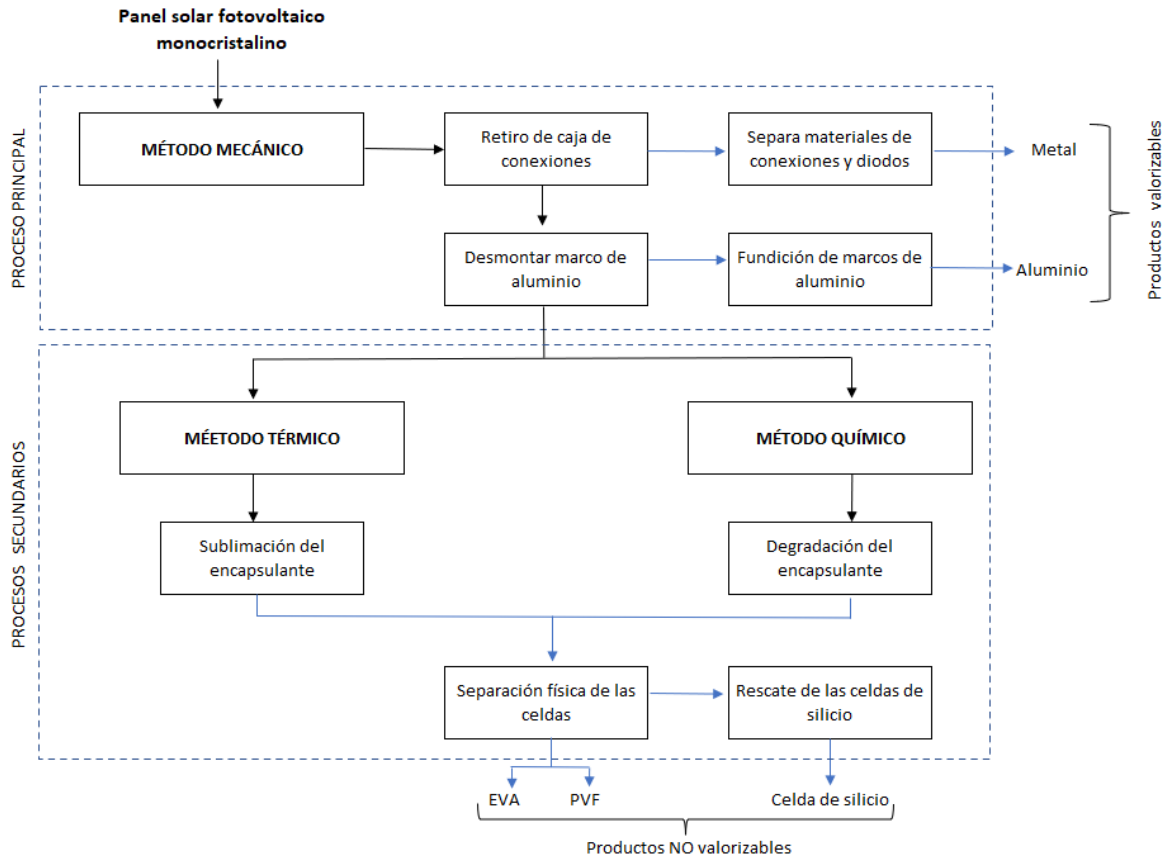 Panel solar fotovoltaico
monocristalino
PROCESO PRINCIPAL
MÉTODO MECÁNICO
Retiro de caja de
conexiones
Separa materiales de
conexiones y diodos
Metal
Desmontar marco de
aluminio
Fundición de marcos de
aluminio
Aluminio
Productos valorizables
PROCESOS SECUNDARIOS
MÉETODO TÉRMICO
MÉTODO QUÍMICO
Sublimación del
encapsulante
Degradación del
encapsulante
Separación física de las
celdas
Rescate de las celdas de
silicio
EVA
PVF
Celda de silicio
Productos NO valorizables